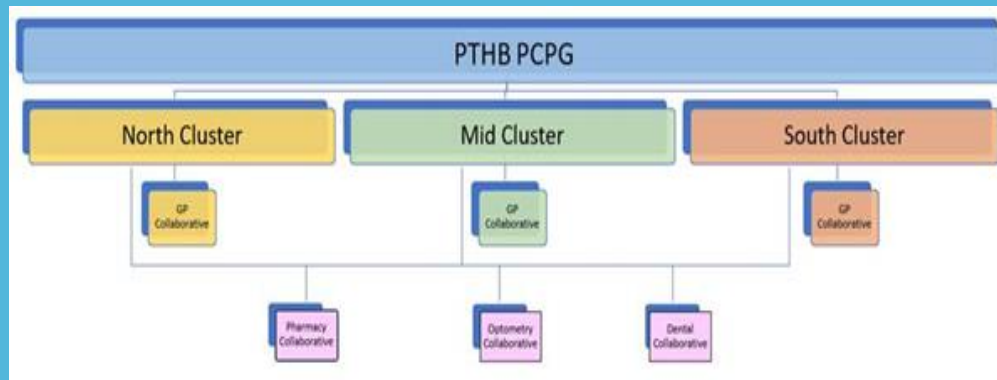 PTHB PCPG
North Cluster
Mid Cluster
South Cluster
GP
Collaborative
GP
Collaborative
GP
Collaborative
Pharmacy
Collaborative
Optometry
Collaborative
Dental
Collaborative